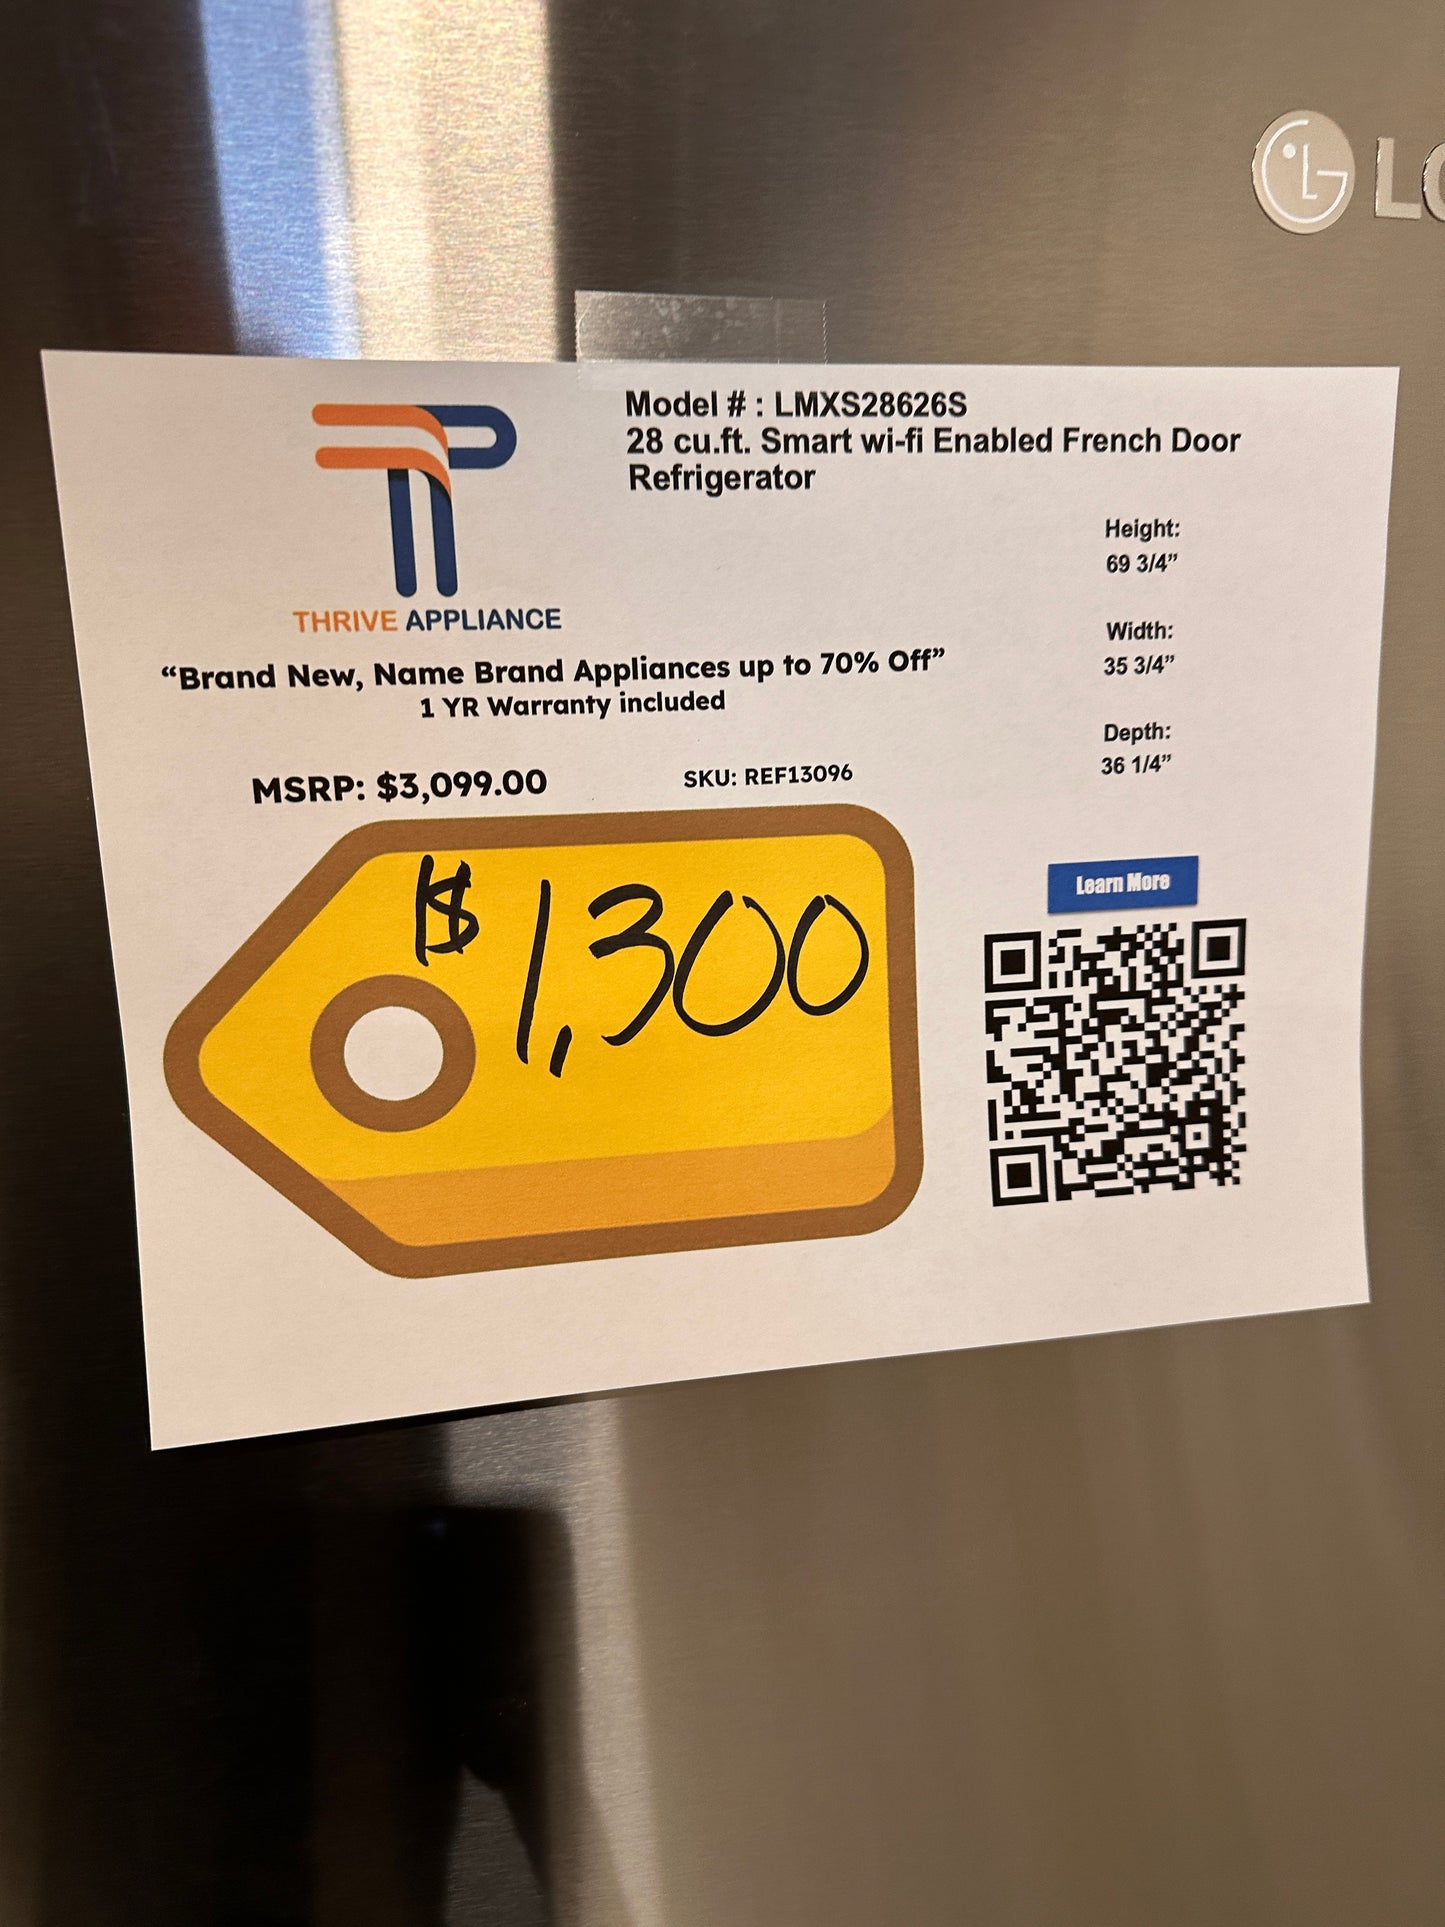 LG
Model # : LMXS28626S
28 cu.ft. Smart wi-fi Enabled French Door
Refrigerator
THRIVE APPLIANCE
“Brand New, Name Brand Appliances up to 70% Off”
1 YR Warranty included
MSRP: $3,099.00
SKU: REF13096
$1,300
Height:
69 3/4”
Width:
35 3/4”
Depth:
36 1/4”
Learn More